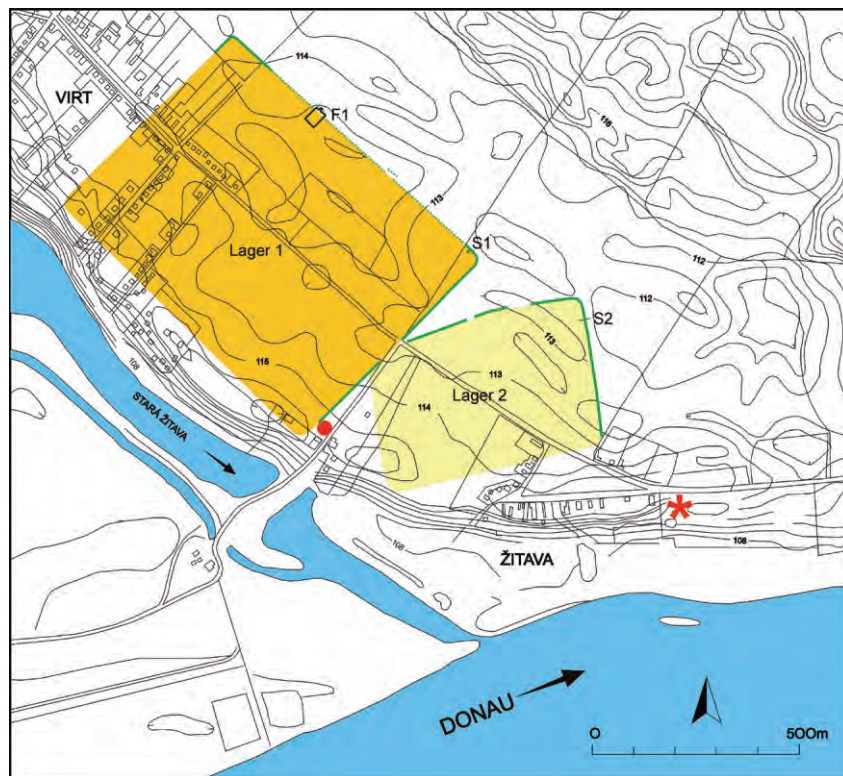 VIRT
114
F1
113
S1
Lager 1
116
112
112
S2
113
113
115
114
Lager 2
108
STARÁ ŽITAVA
108
108
ŽITAVA
DONAU
0 500m